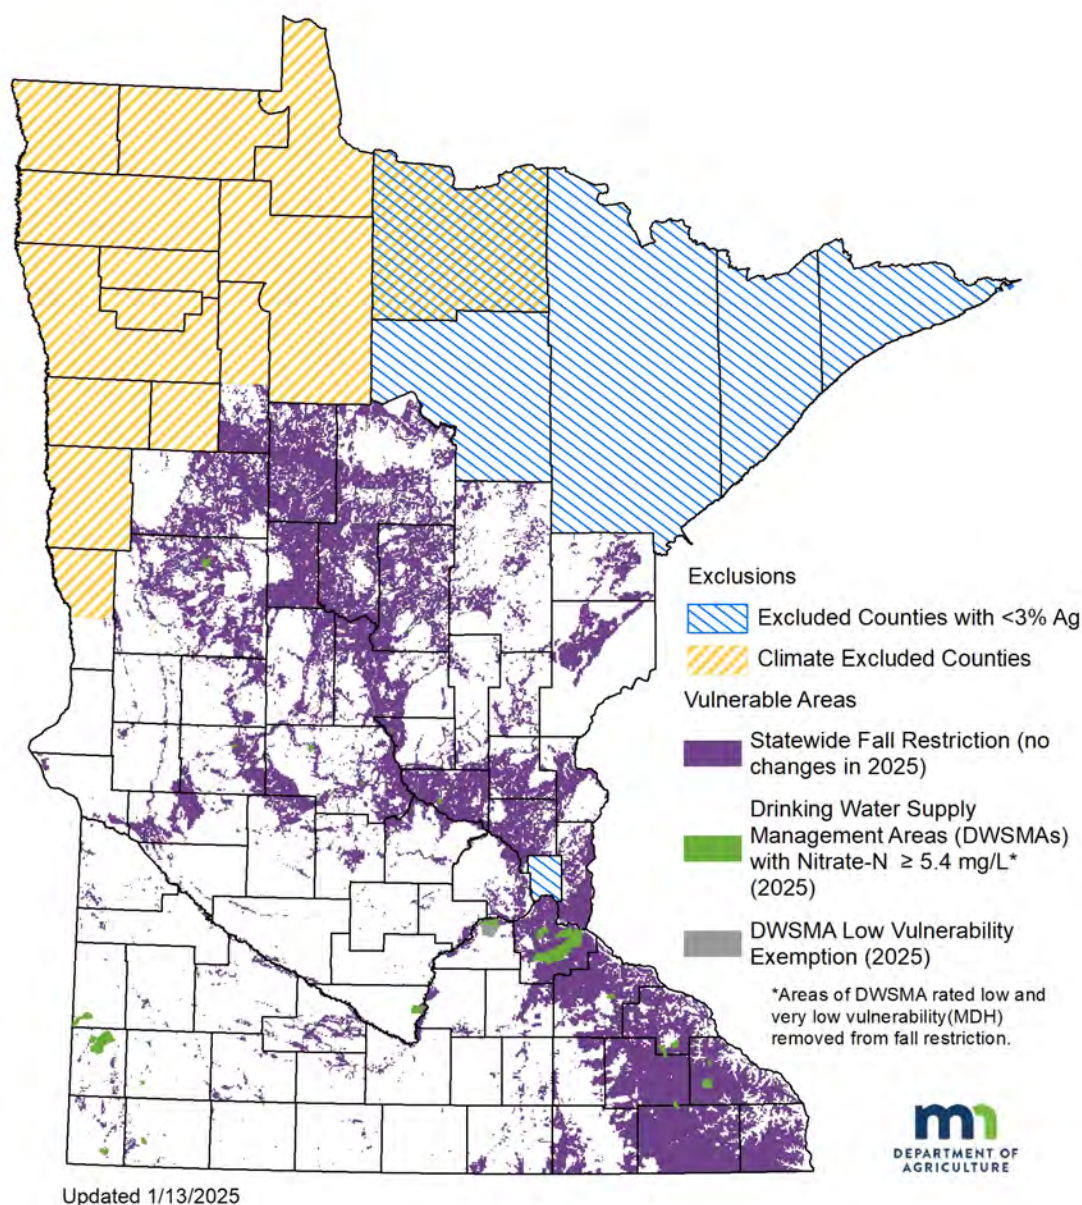 Exclusions
Excluded Counties with <3% Ag
Climate Excluded Counties
Vulnerable Areas
Statewide Fall Restriction (no
changes in 2025)
Drinking Water Supply
Management Areas (DWSMAs)
with Nitrate-N ≥ 5.4 mg/L*
(2025)
DWSMA Low Vulnerability
Exemption (2025)
*Areas of DWSMA rated low and
very low vulnerability(MDH)
removed from fall restriction.
mn
DEPARTMENT OF
AGRICULTURE
Updated 1/13/2025